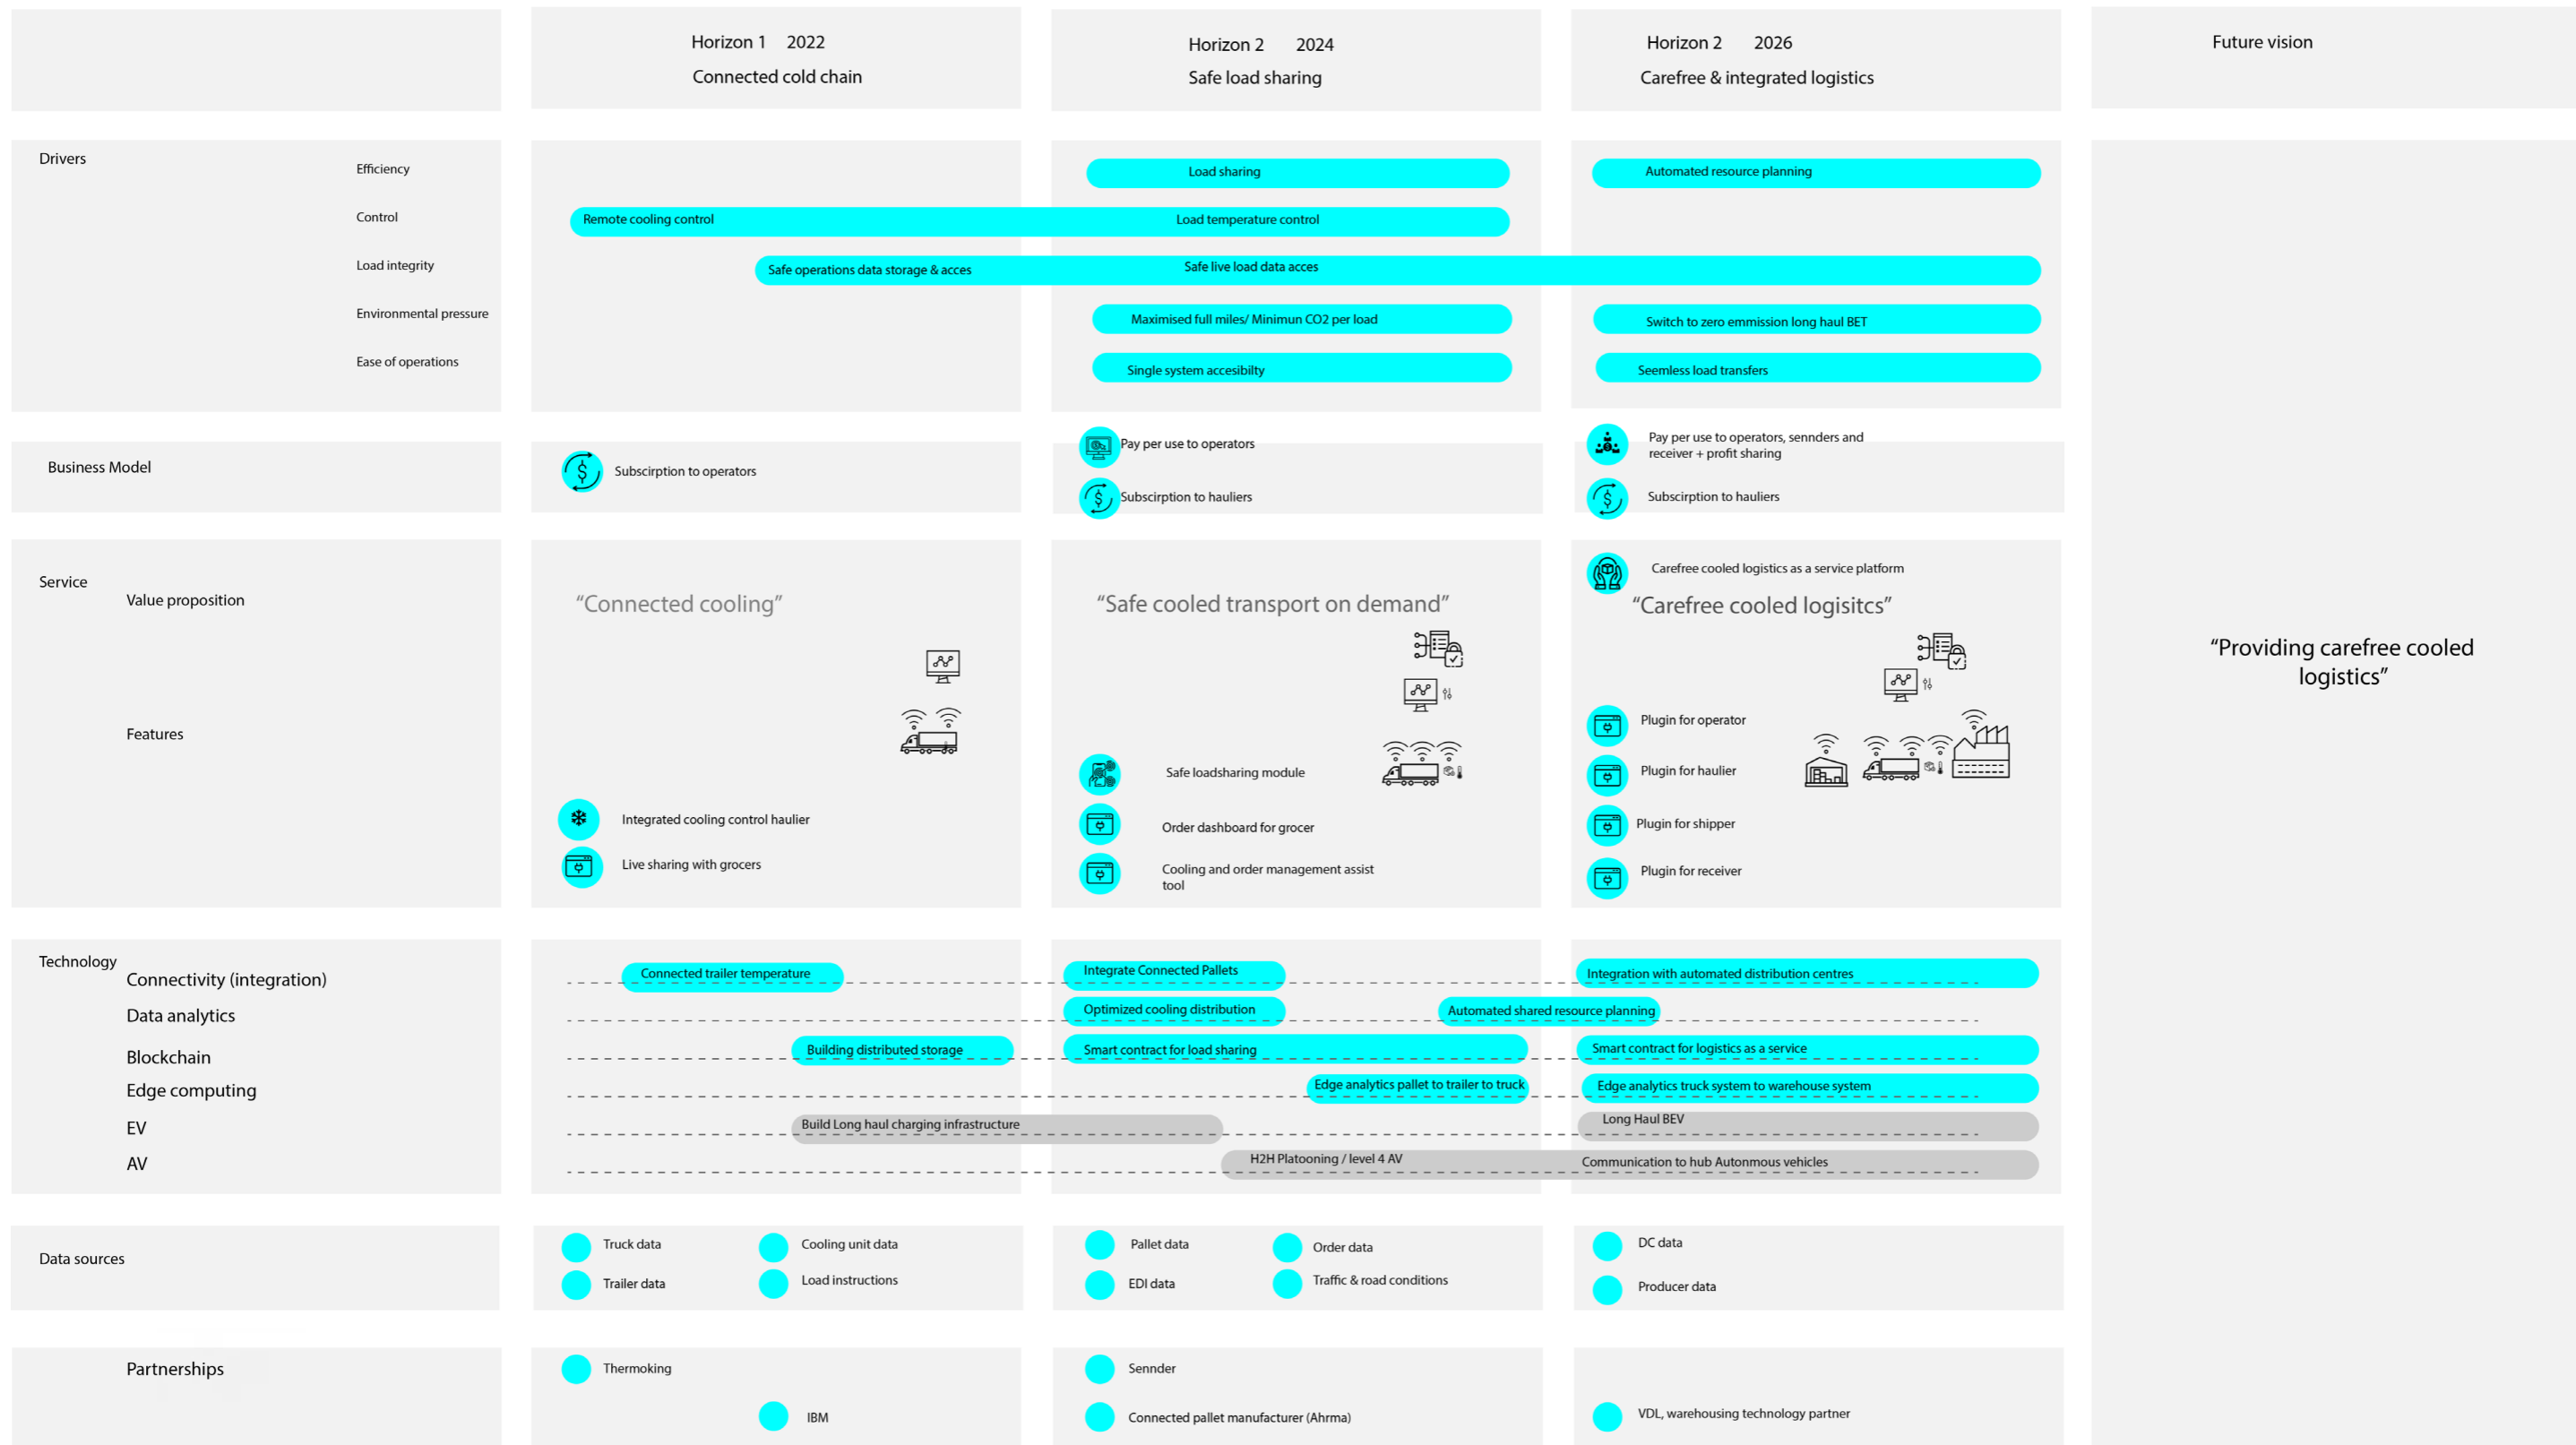 Horizon 1 2022
Connected cold chain
Horizon 2 2024
Safe load sharing
Horizon 2 2026
Carefree & integrated logistics
Future vision
Drivers
Efficiency
Load sharing
Automated resource planning
Control
Remote cooling control
Load temperature control
Load integrity
Safe operations data storage & acces
Safe live load data acces
Environmental pressure
Maximised full miles/ Minimun CO2 per load
Switch to zero emmission long haul BET
Ease of operations
Single system accesibilty
Seemless load transfers
Business Model
Subscirption to operators
Pay per use to operators
Subscirption to hauliers
Pay per use to operators, sennders and
receiver + profit sharing
Subscirption to hauliers
Service
Value proposition
Features
“Connected cooling”
Integrated cooling control haulier
Live sharing with grocers
“Safe cooled transport on demand”
Safe loadsharing module
Order dashboard for grocer
Cooling and order management assist
tool
Carefree cooled logistics as a service platform
“Carefree cooled logisitcs”
Plugin for operator
Plugin for haulier
Plugin for shipper
Plugin for receiver
“Providing carefree cooled
logistics”
Technology
Connectivity (integration)
Connected trailer temperature
Integrate Connected Pallets
Integration with automated distribution centres
Data analytics
Optimized cooling distribution
Automated shared resource planning
Blockchain
Building distributed storage
Smart contract for load sharing
Smart contract for logistics as a service
Edge computing
Edge analytics pallet to trailer to truck
Edge analytics truck system to warehouse system
EV
Build Long haul charging infrastructure
Long Haul BEV
AV
H2H Platooning / level 4 AV
Communication to hub Autonmous vehicles
Data sources
Truck data
Cooling unit data
Trailer data
Load instructions
Pallet data
Order data
EDI data
Traffic & road conditions
DC data
Producer data
Partnerships
Thermoking
IBM
Sennder
Connected pallet manufacturer (Ahrma)
VDL, warehousing technology partner